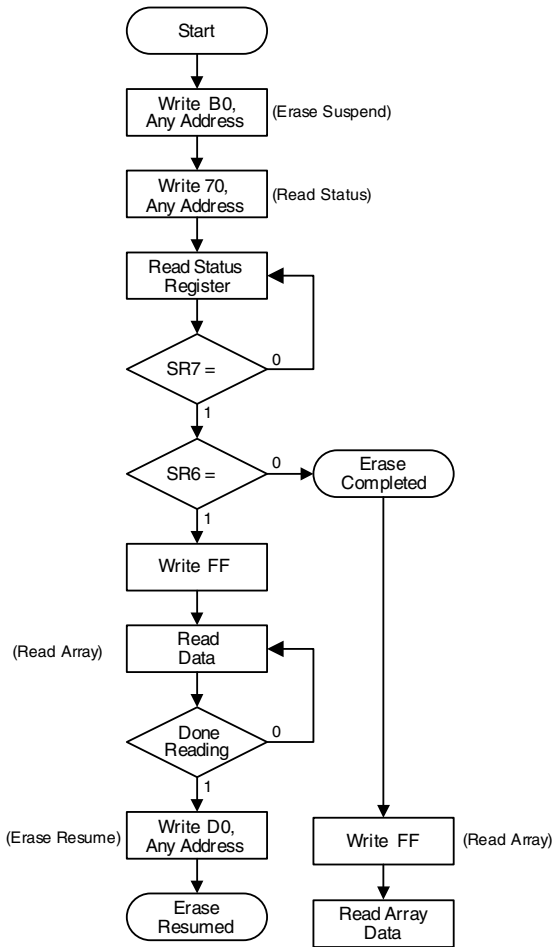 Start
Write B0,
Any Address
(Erase Suspend)
Write 70,
Any Address
(Read Status)
Read Status
Register
SR7 =
0
1
SR6 =
0
Erase
Completed
1
Write FF
(Read Array)
Read
Data
Done
Reading
0
1
(Erase Resume)
Write D0,
Any Address
Write FF
(Read Array)
Erase
Resumed
Read Array
Data